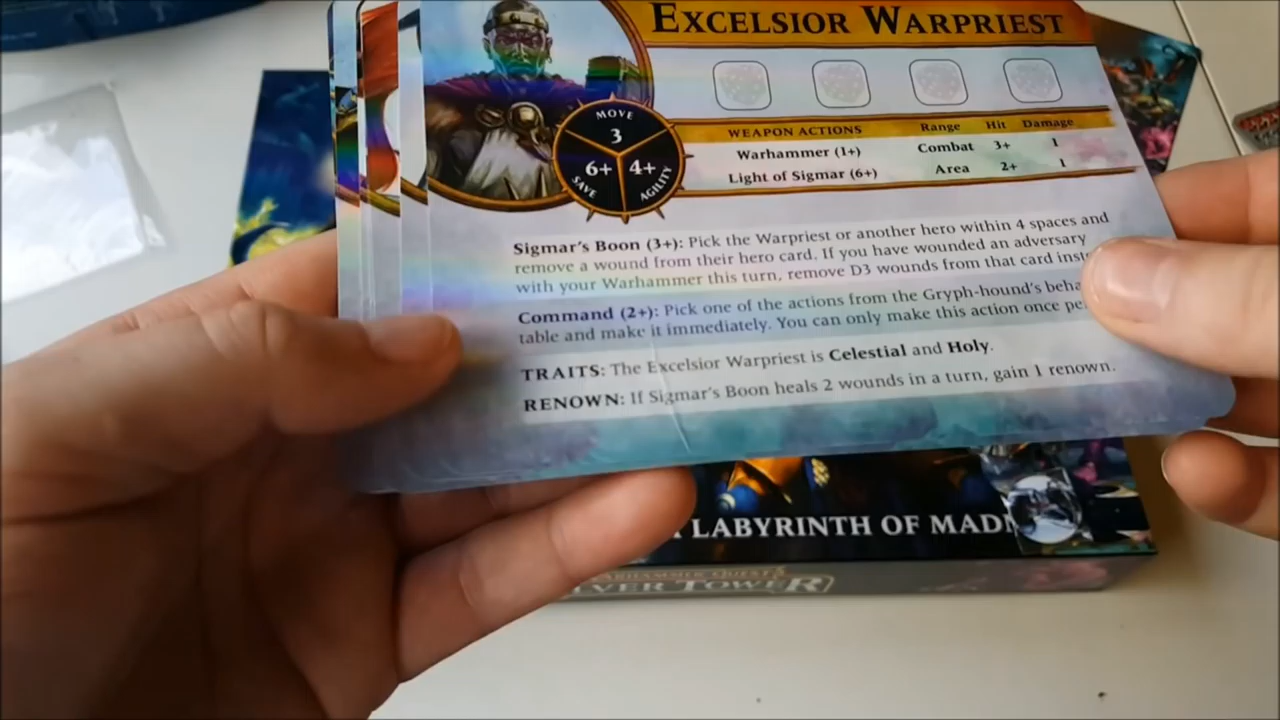 EXCELSIOR WARPRIEST
MOVE
3
6+ 4+
SAVE AGILITY
WEAPON ACTIONS Range Hit Damage
Warhammer (1+) Combat 3+ 1
Light of Sigmar (6+) Area 2+ 1
Sigmar's Boon (3+): Pick the Warpriest or another hero within 4 spaces and
remove a wound from their hero card. If you have wounded an adversary
with your Warhammer this turn, remove D3 wounds from that card
Command (2+): Pick one of the actions from the Gryph-hound's
table and make it immediately. You can only make this action once
TRAITS: The Excelsior Warpriest is Celestial and Holy.
RENOWN: If Sigmar's Boon heals 2 wounds in a turn, gain 1 renown.
LABYRINTH OF
WARHAMMER QUEST
TOWER